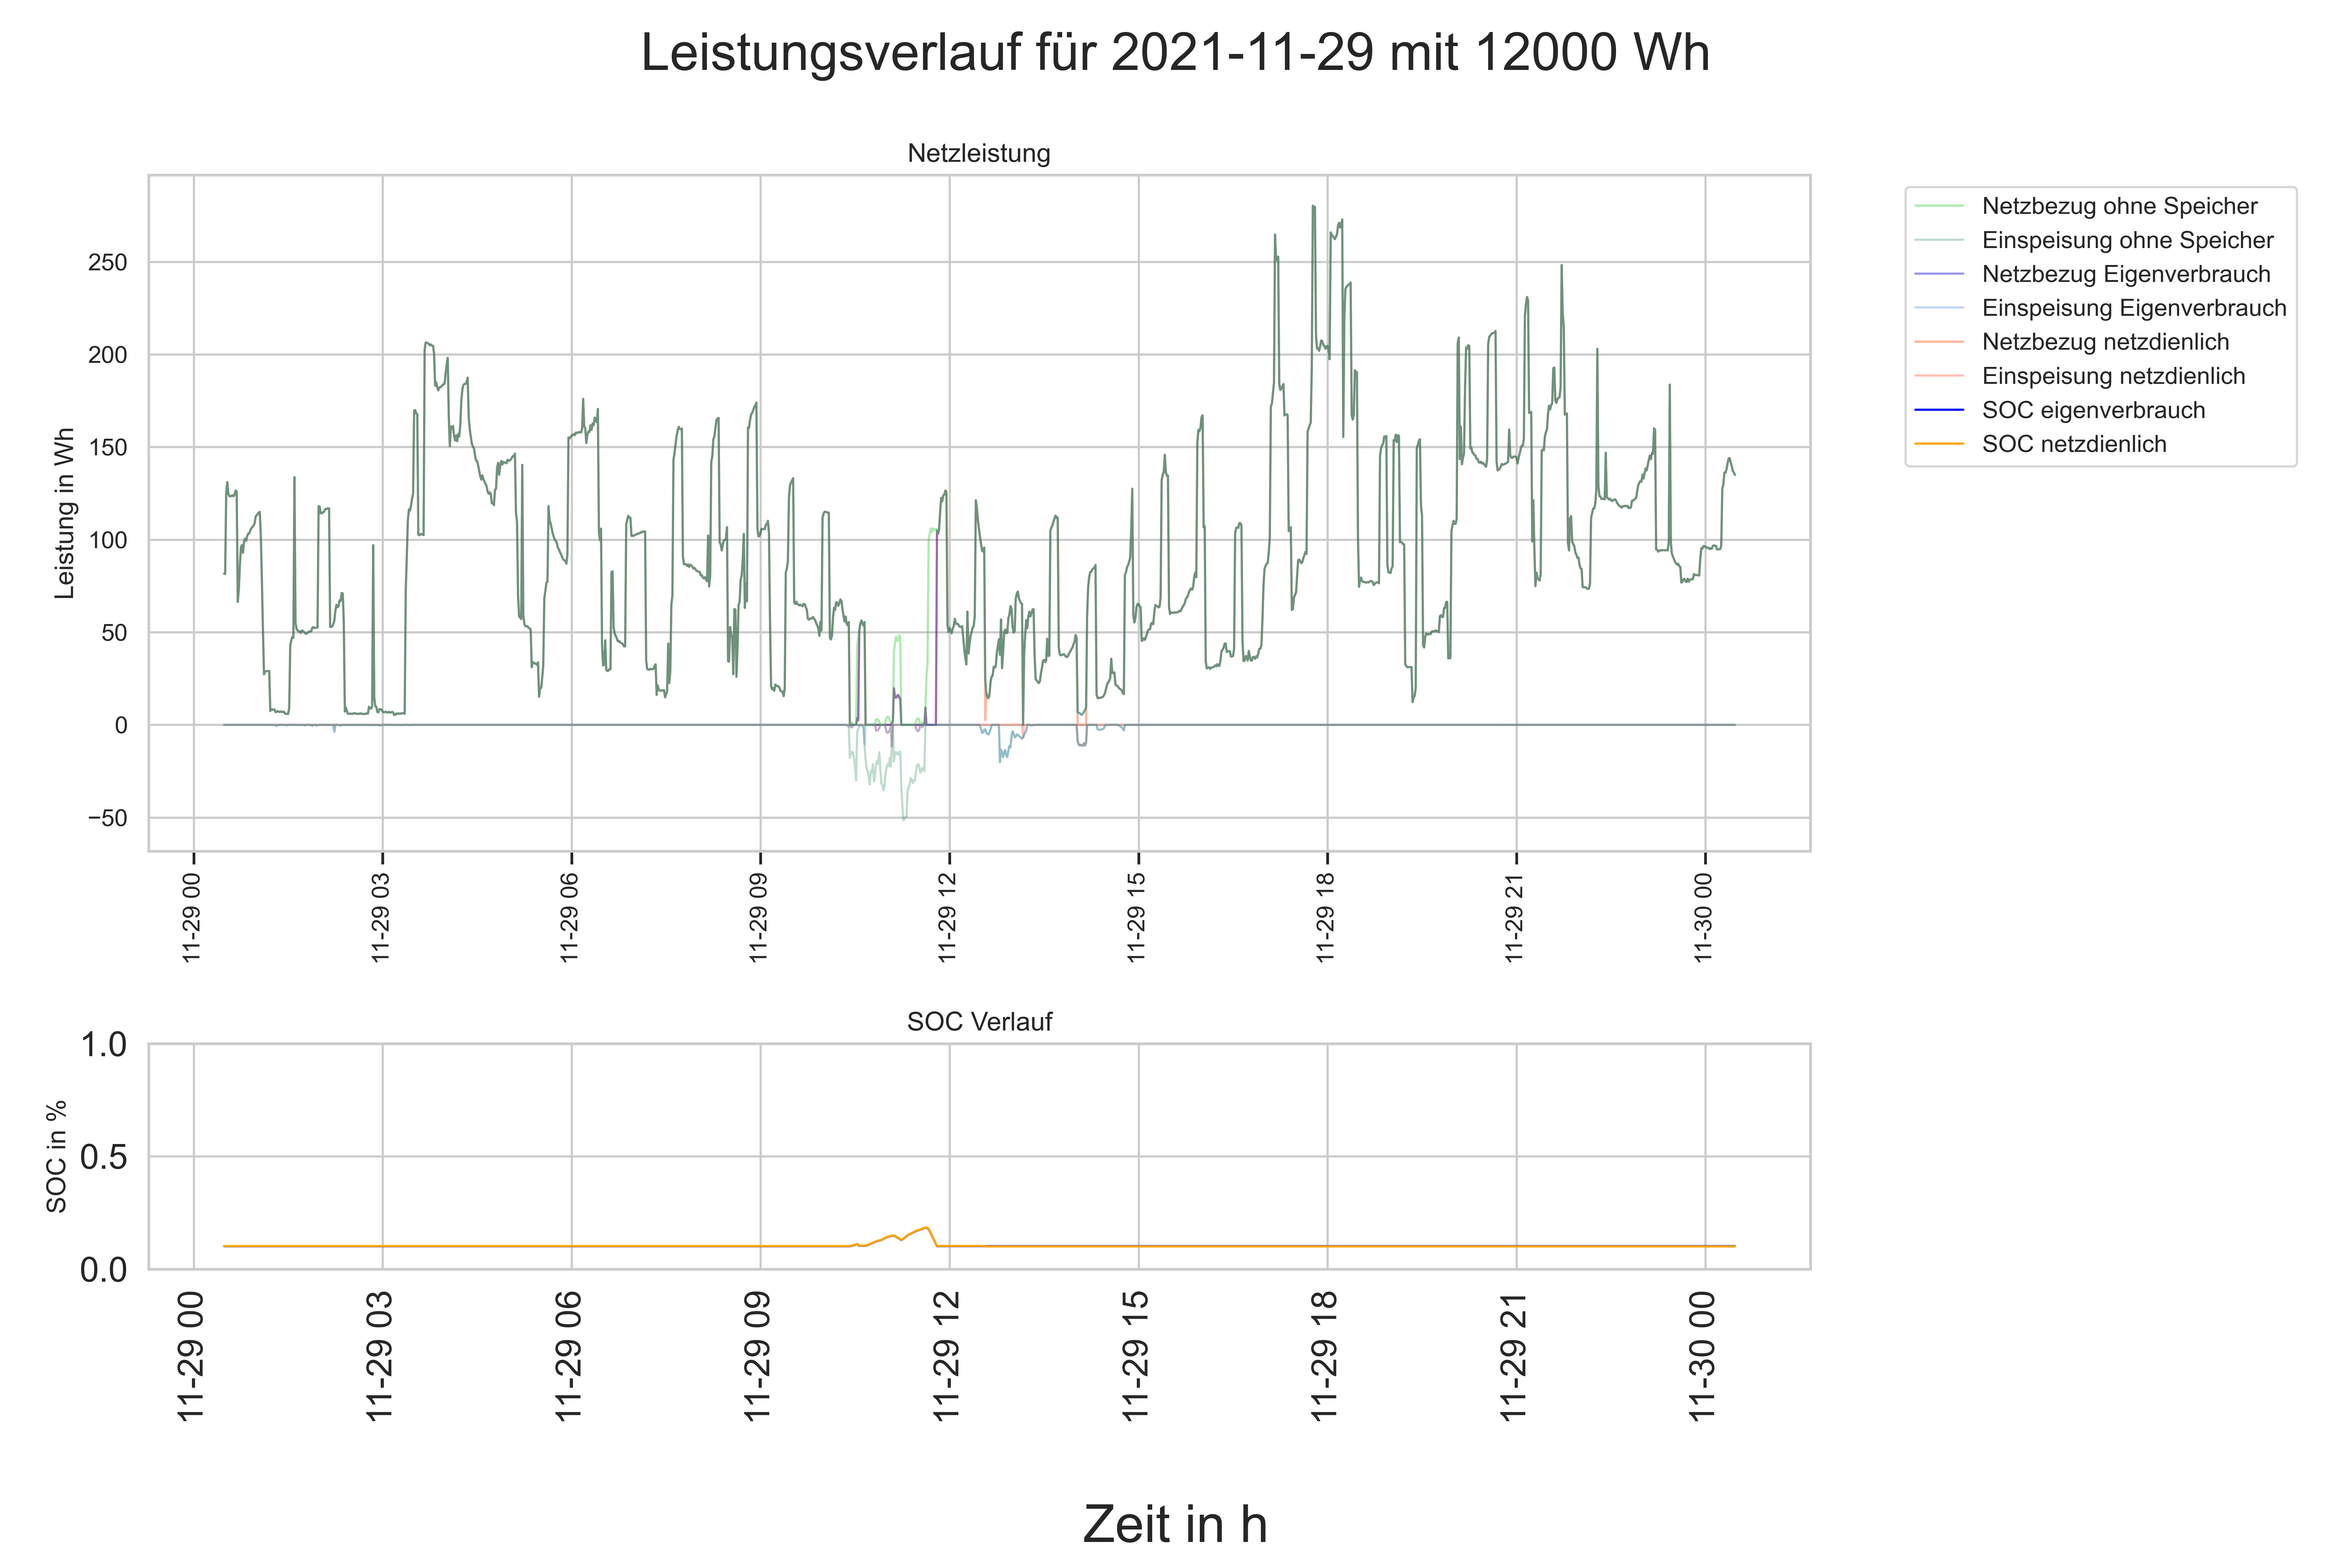 Leistungsverlauf für 2021-11-29 mit 12000 Wh
Netzleistung
Leistung in Wh
250
200
150
100
50
0
−50
11-29 00
11-29 03
11-29 06
11-29 09
11-29 12
11-29 15
11-29 18
11-29 21
11-30 00
Netzbezug ohne Speicher
Einspeisung ohne Speicher
Netzbezug Eigenverbrauch
Einspeisung Eigenverbrauch
Netzbezug netzdienlich
Einspeisung netzdienlich
SOC eigenverbrauch
SOC netzdienlich
SOC Verlauf
SOC in %
1.0
0.5
0.0
11-29 00
11-29 03
11-29 06
11-29 09
11-29 12
11-29 15
11-29 18
11-29 21
11-30 00
Zeit in h